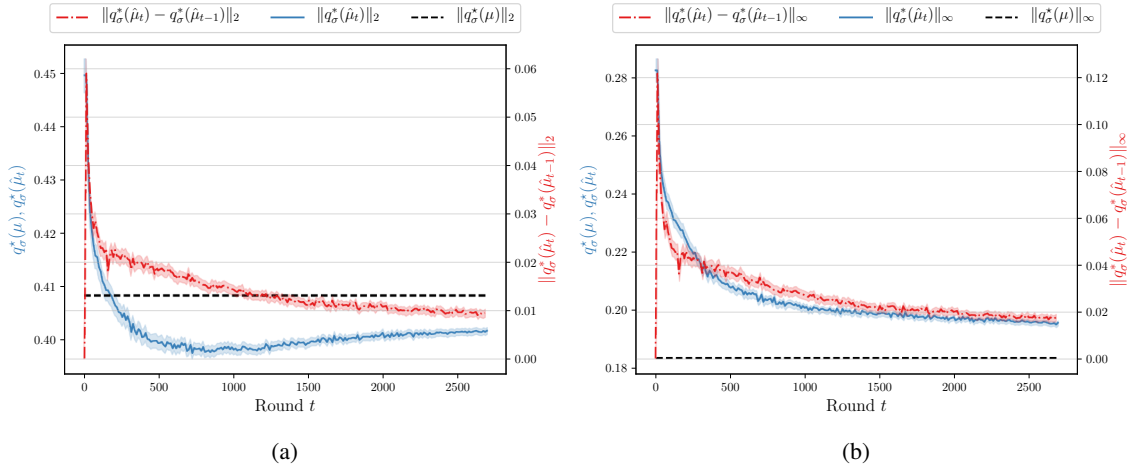 ‖q*σ(μ̂t) − q*σ(μ̂t−1)‖2 ‖q*σ(μ̂t)‖2 ‖q⋆σ(μ)‖2
0.45
0.44
0.43
0.42
0.41
0.40
q⋆σ(μ), q⋆σ(μ̂t)
0.06
0.05
0.04
0.03
0.02
0.01
0.00
‖q*σ(μ̂t) − q*σ(μ̂t−1)‖2
0 500 1000 1500 2000 2500
Round t
(a)
‖q*σ(μ̂t) − q*σ(μ̂t−1)‖∞ ‖q*σ(μ̂t)‖∞ ‖q⋆σ(μ)‖∞
0.28
0.26
0.24
0.22
0.20
0.18
q⋆σ(μ), q⋆σ(μ̂t)
0.12
0.10
0.08
0.06
0.04
0.02
0.00
‖q*σ(μ̂t) − q*σ(μ̂t−1)‖∞
0 500 1000 1500 2000 2500
Round t
(b)